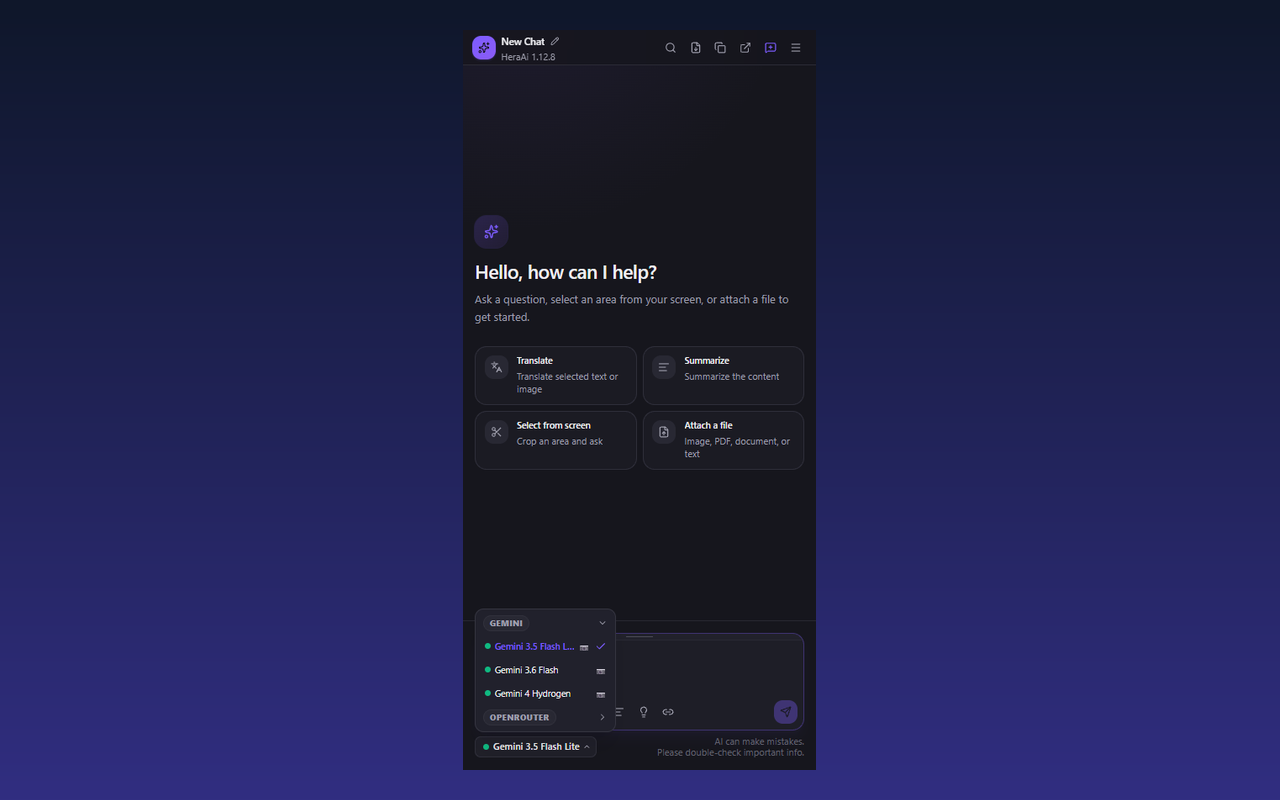 New Chat
HeraAi 1.12.8
Hello, how can I help?
Ask a question, select an area from your screen, or attach a file to
get started.
Translate
Translate selected text or
image
Summarize
Summarize the content
Select from screen
Crop an area and ask
Attach a file
Image, PDF, document, or
text
GEMINI
Gemini 3.5 Flash L...
Gemini 3.6 Flash
Gemini 4 Hydrogen
OPENROUTER
Gemini 3.5 Flash Lite
AI can make mistakes.
Please double-check important info.